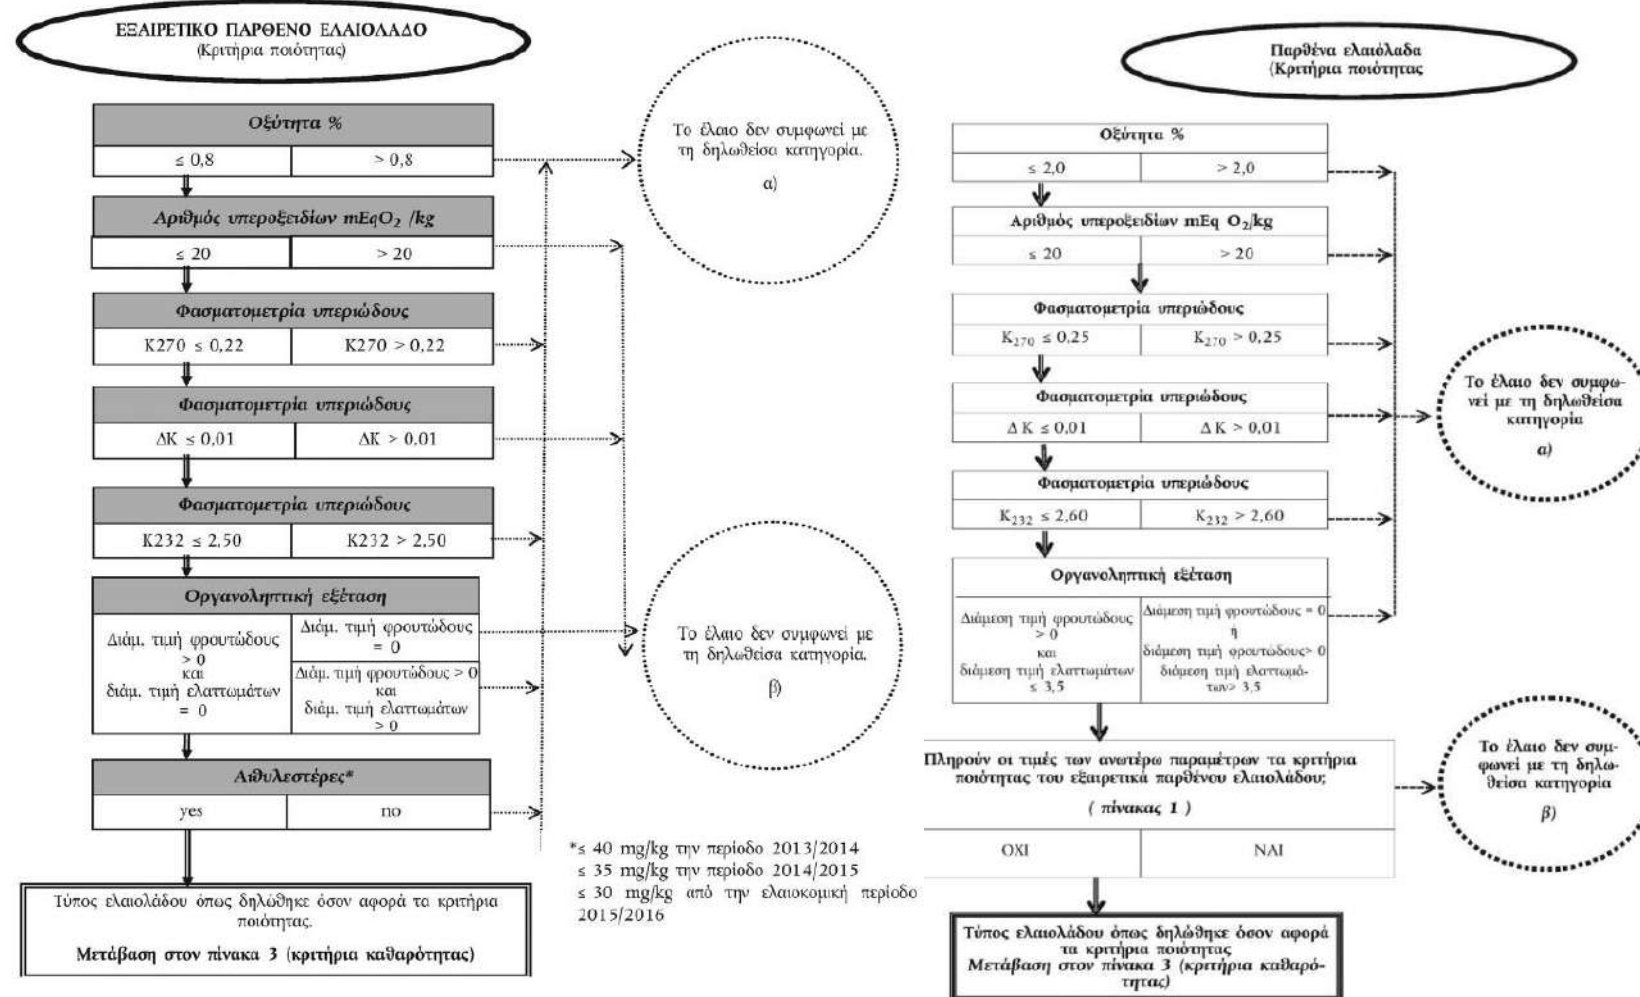 ΕΞΑΙΡΕΤΙΚΟ ΠΑΡΘΕΝΟ ΕΛΑΙΟΛΑΔΟ
(Κριτήρια ποιότητας)
Οξύτητα %
≤ 0,8
> 0,8
Αριθμός υπεροξειδίων mEqO₂ /kg
≤ 20
> 20
Φασματομετρία υπεριώδους
K270 ≤ 0,22
K270 > 0,22
Φασματομετρία υπεριώδους
ΔK ≤ 0,01
ΔK > 0,01
Φασματομετρία υπεριώδους
K232 ≤ 2,50
K232 > 2,50
Οργανοληπτική εξέταση
Διάμ. τιμή φρουτώδους
> 0
και
διάμ. τιμή ελαττωμάτων
= 0
Διάμ. τιμή φρουτώδους
= 0
Διάμ. τιμή φρουτώδους > 0
και
διάμ. τιμή ελαττωμάτων
> 0
Αιθυλεστέρες*
yes
no
Τύπος ελαιολάδου όπως δηλώθηκε όσον αφορά τα κριτήρια
ποιότητας.
Μετάβαση στον πίνακα 3 (κριτήρια καθαρότητας)
Το έλαιο δεν συμφωνεί με
τη δηλωθείσα κατηγορία.
α)
Το έλαιο δεν συμφωνεί με
τη δηλωθείσα κατηγορία.
β)
*≤ 40 mg/kg την περίοδο 2013/2014
≤ 35 mg/kg την περίοδο 2014/2015
≤ 30 mg/kg από την ελαιοκομική περίοδο
2015/2016
Παρθένα ελαιόλαδα
(Κριτήρια ποιότητας
Οξύτητα %
≤ 2,0
> 2,0
Αριθμός υπεροξειδίων mEq O₂/kg
≤ 20
> 20
Φασματομετρία υπεριώδους
K₂₇₀ ≤ 0,25
K₂₇₀ > 0,25
Φασματομετρία υπεριώδους
Δ K ≤ 0,01
Δ K > 0,01
Φασματομετρία υπεριώδους
K₂₃₂ ≤ 2,60
K₂₃₂ > 2,60
Οργανοληπτική εξέταση
Διάμεση τιμή φρουτώδους
> 0
και
διάμεση τιμή ελαττωμάτων
≤ 3,5
Διάμεση τιμή φρουτώδους = 0
ή
διάμεση τιμή φρουτώδους> 0
διάμεση τιμή ελαττωμά-
των> 3,5
Πληρούν οι τιμές των ανωτέρω παραμέτρων τα κριτήρια
ποιότητας του εξαιρετικά παρθένου ελαιολάδου;
( πίνακας 1 )
ΟΧΙ
ΝΑΙ
Τύπος ελαιολάδου όπως δηλώθηκε όσον αφορά
τα κριτήρια ποιότητας
Μετάβαση στον πίνακα 3 (κριτήρια καθαρό-
τητας)
Το έλαιο δεν συμφω-
νεί με τη δηλωθείσα
κατηγορία
α)
Το έλαιο δεν συμ-
φωνεί με τη δηλω-
θείσα κατηγορία
β)